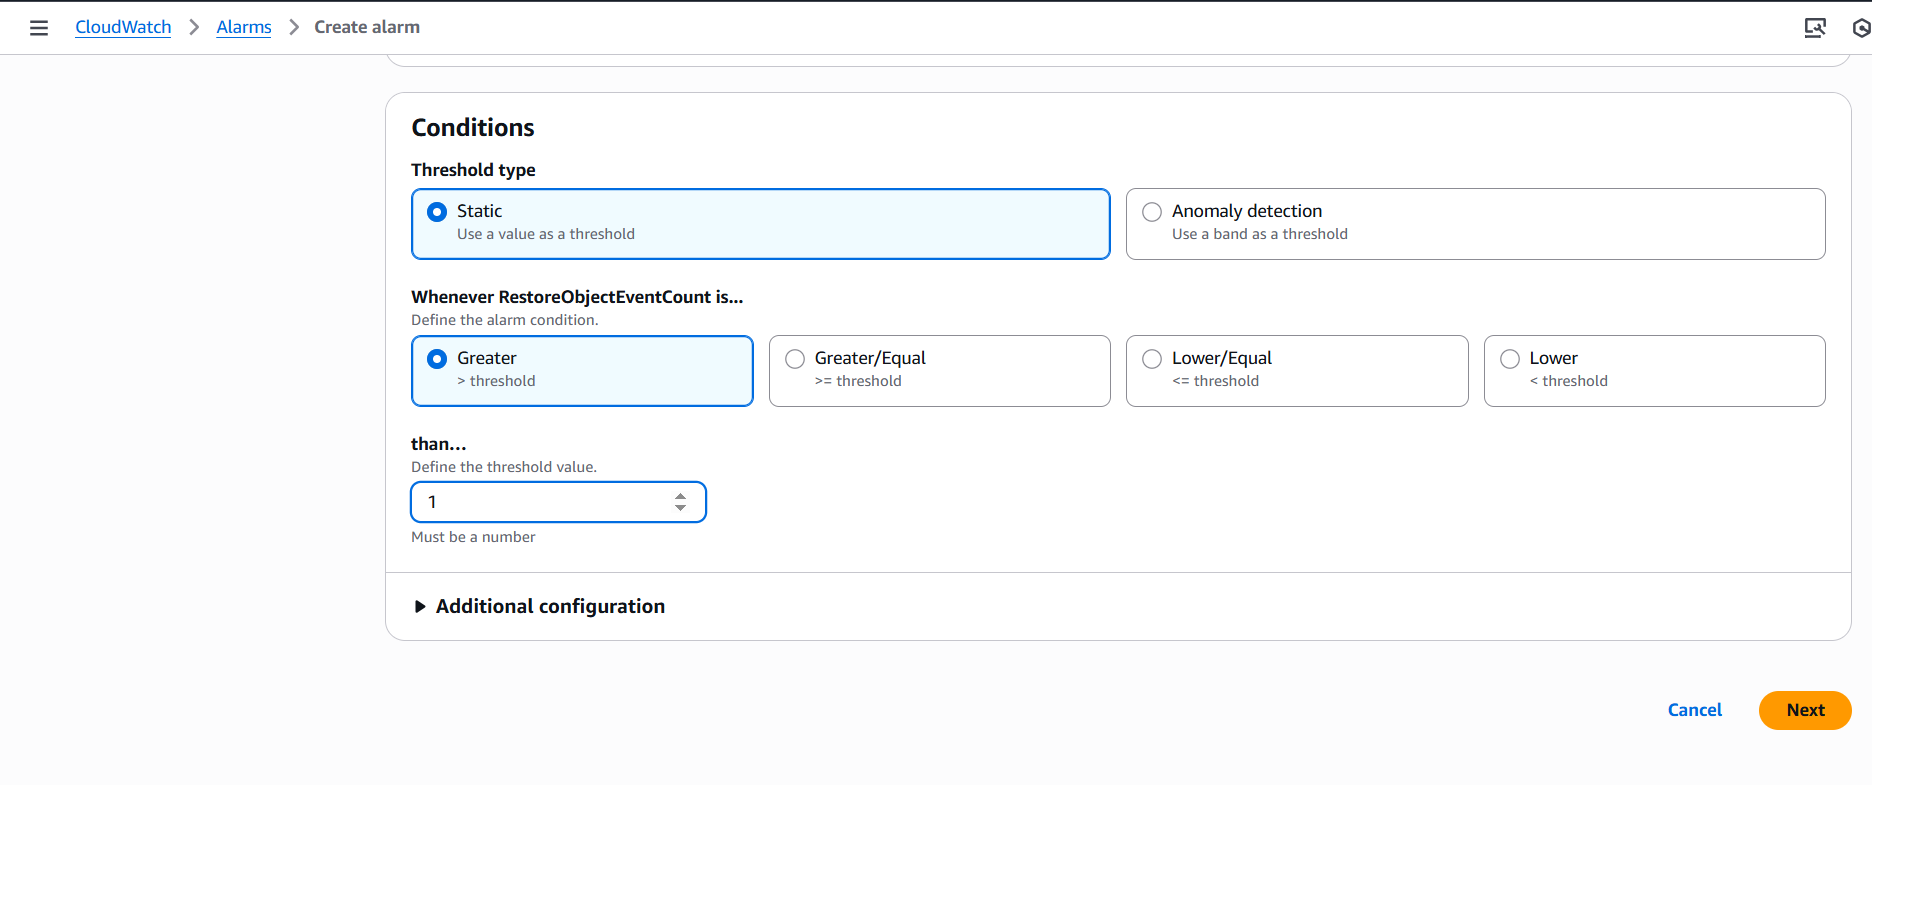 CloudWatch > Alarms > Create alarm
Conditions
Threshold type
Static
Use a value as a threshold
Anomaly detection
Use a band as a threshold
Whenever RestoreObjectEventCount is...
Define the alarm condition.
Greater
> threshold
Greater/Equal
>= threshold
Lower/Equal
<= threshold
Lower
< threshold
than...
Define the threshold value.
1
Must be a number
Additional configuration
Cancel
Next